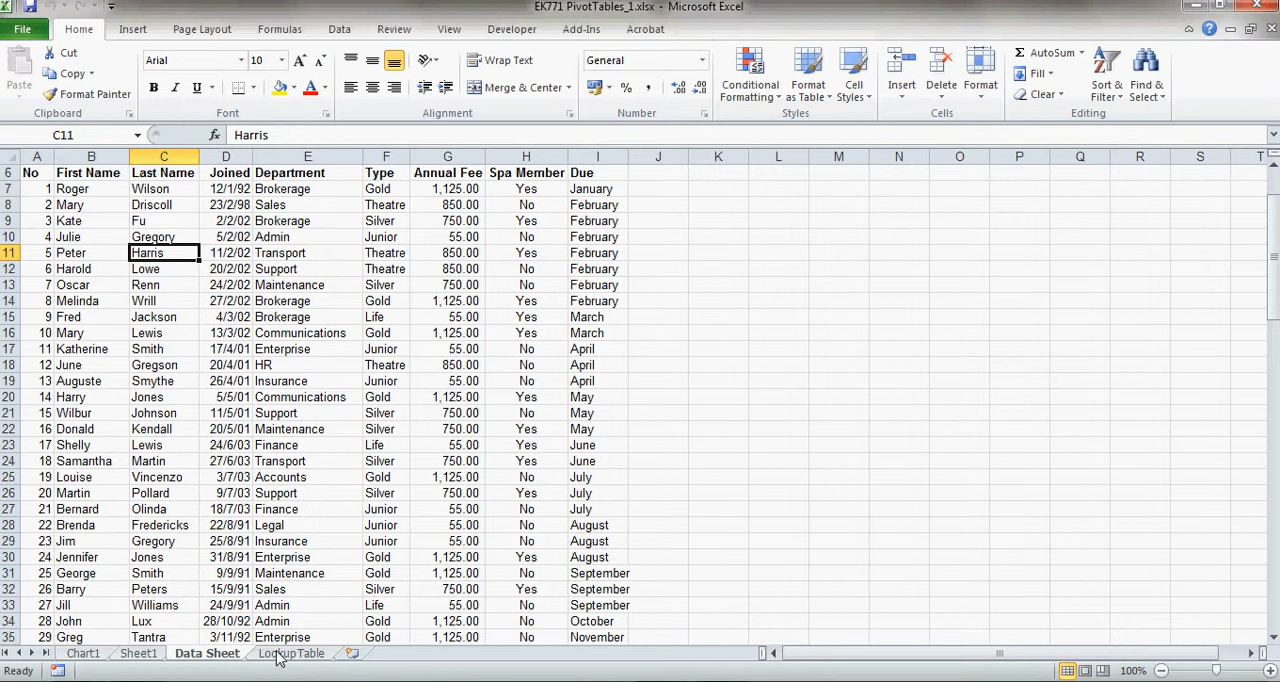 EK771 PivotTables_1.xlsx - Microsoft Excel
File Home Insert Page Layout Formulas Data Review View Developer Add-Ins Acrobat
Paste Cut Copy Format Painter Clipboard
Arial 10 A A B I U A Font
Wrap Text Merge & Center Alignment
General % , Number
Conditional Formatting Format as Table Cell Styles Styles
Insert Delete Format Cells
Σ AutoSum Fill Clear Sort & Filter Find & Select Editing
C11 fx Harris
A B C D E F G H I J K L M N O P Q R S T
6 No First Name Last Name Joined Department Type Annual Fee Spa Member Due
7 1 Roger Wilson 12/1/92 Brokerage Gold 1,125.00 Yes January
8 2 Mary Driscoll 23/2/98 Sales Theatre 850.00 No February
9 3 Kate Fu 2/2/02 Brokerage Silver 750.00 Yes February
10 4 Julie Gregory 5/2/02 Admin Junior 55.00 No February
11 5 Peter Harris 11/2/02 Transport Theatre 850.00 Yes February
12 6 Harold Lowe 20/2/02 Support Theatre 850.00 No February
13 7 Oscar Renn 24/2/02 Maintenance Silver 750.00 No February
14 8 Melinda Wrill 27/2/02 Brokerage Gold 1,125.00 Yes February
15 9 Fred Jackson 4/3/02 Brokerage Life 55.00 Yes March
16 10 Mary Lewis 13/3/02 Communications Gold 1,125.00 Yes March
17 11 Katherine Smith 17/4/01 Enterprise Junior 55.00 No April
18 12 June Gregson 20/4/01 HR Theatre 850.00 No April
19 13 Auguste Smythe 26/4/01 Insurance Junior 55.00 No April
20 14 Harry Jones 5/5/01 Communications Gold 1,125.00 Yes May
21 15 Wilbur Johnson 11/5/01 Support Silver 750.00 No May
22 16 Donald Kendall 20/5/01 Maintenance Silver 750.00 Yes May
23 17 Shelly Lewis 24/6/03 Finance Life 55.00 Yes June
24 18 Samantha Martin 27/6/03 Transport Silver 750.00 Yes June
25 19 Louise Vincenzo 3/7/03 Accounts Gold 1,125.00 No July
26 20 Martin Pollard 9/7/03 Support Silver 750.00 Yes July
27 21 Bernard Olinda 18/7/03 Finance Junior 55.00 No July
28 22 Brenda Fredericks 22/8/91 Legal Junior 55.00 No August
29 23 Jim Gregory 25/8/91 Insurance Junior 55.00 No August
30 24 Jennifer Jones 31/8/91 Enterprise Gold 1,125.00 Yes August
31 25 George Smith 9/9/91 Maintenance Gold 1,125.00 No September
32 26 Barry Peters 15/9/91 Sales Silver 750.00 Yes September
33 27 Jill Williams 24/9/91 Admin Life 55.00 No September
34 28 John Lux 28/10/92 Admin Gold 1,125.00 No October
35 29 Greg Tantra 3/11/92 Enterprise Gold 1,125.00 No November
Chart1 Sheet1 Data Sheet LookupTable
Ready 100%